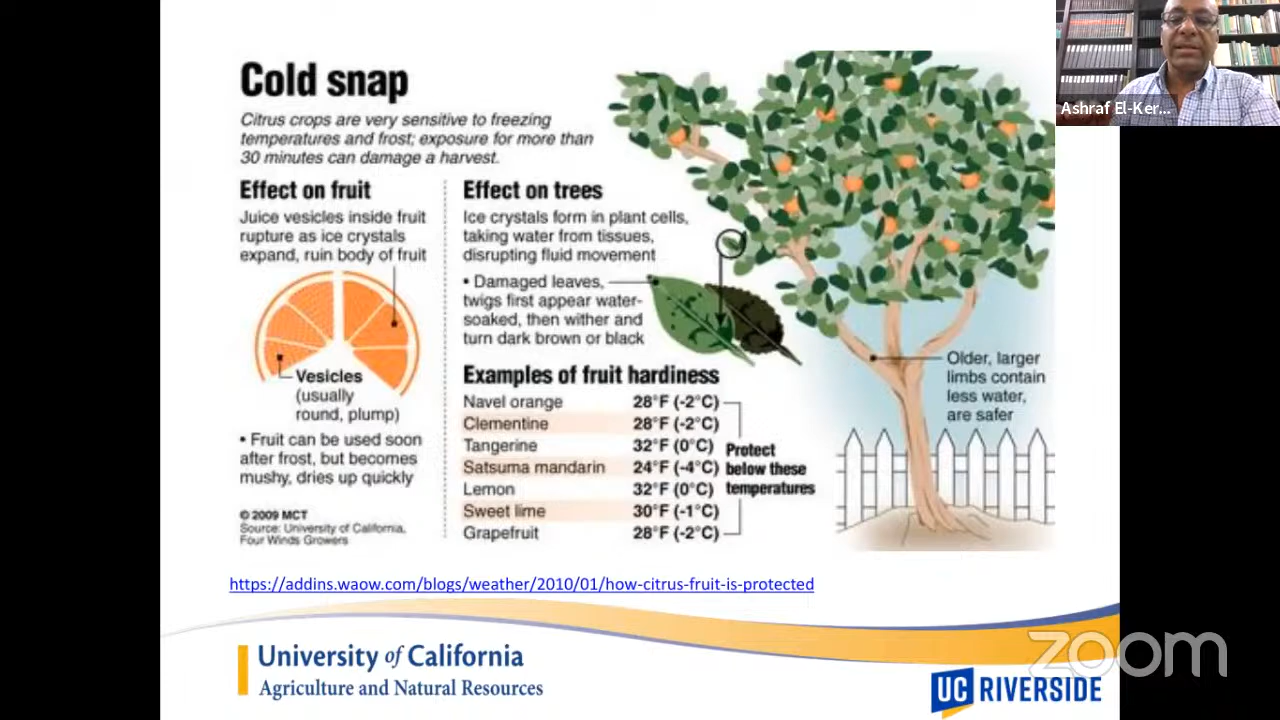 Cold snap
Citrus crops are very sensitive to freezing
temperatures and frost; exposure for more than
30 minutes can damage a harvest.
Effect on fruit
Juice vesicles inside fruit
rupture as ice crystals
expand, ruin body of fruit
Vesicles
(usually
round, plump)
• Fruit can be used soon
after frost, but becomes
mushy, dries up quickly
© 2009 MCT
Source: University of California,
Four Winds Growers
Effect on trees
Ice crystals form in plant cells,
taking water from tissues,
disrupting fluid movement
• Damaged leaves,
twigs first appear water-
soaked, then wither and
turn dark brown or black
Examples of fruit hardiness
Navel orange 28°F (-2°C)
Clementine 28°F (-2°C)
Tangerine 32°F (0°C)
Satsuma mandarin 24°F (-4°C)
Lemon 32°F (0°C)
Sweet lime 30°F (-1°C)
Grapefruit 28°F (-2°C)
Protect
below these
temperatures
Older, larger
limbs contain
less water,
are safer
https://addins.waow.com/blogs/weather/2010/01/how-citrus-fruit-is-protected
University of California
Agriculture and Natural Resources
UC RIVERSIDE
zoom
Ashraf El-Ker...